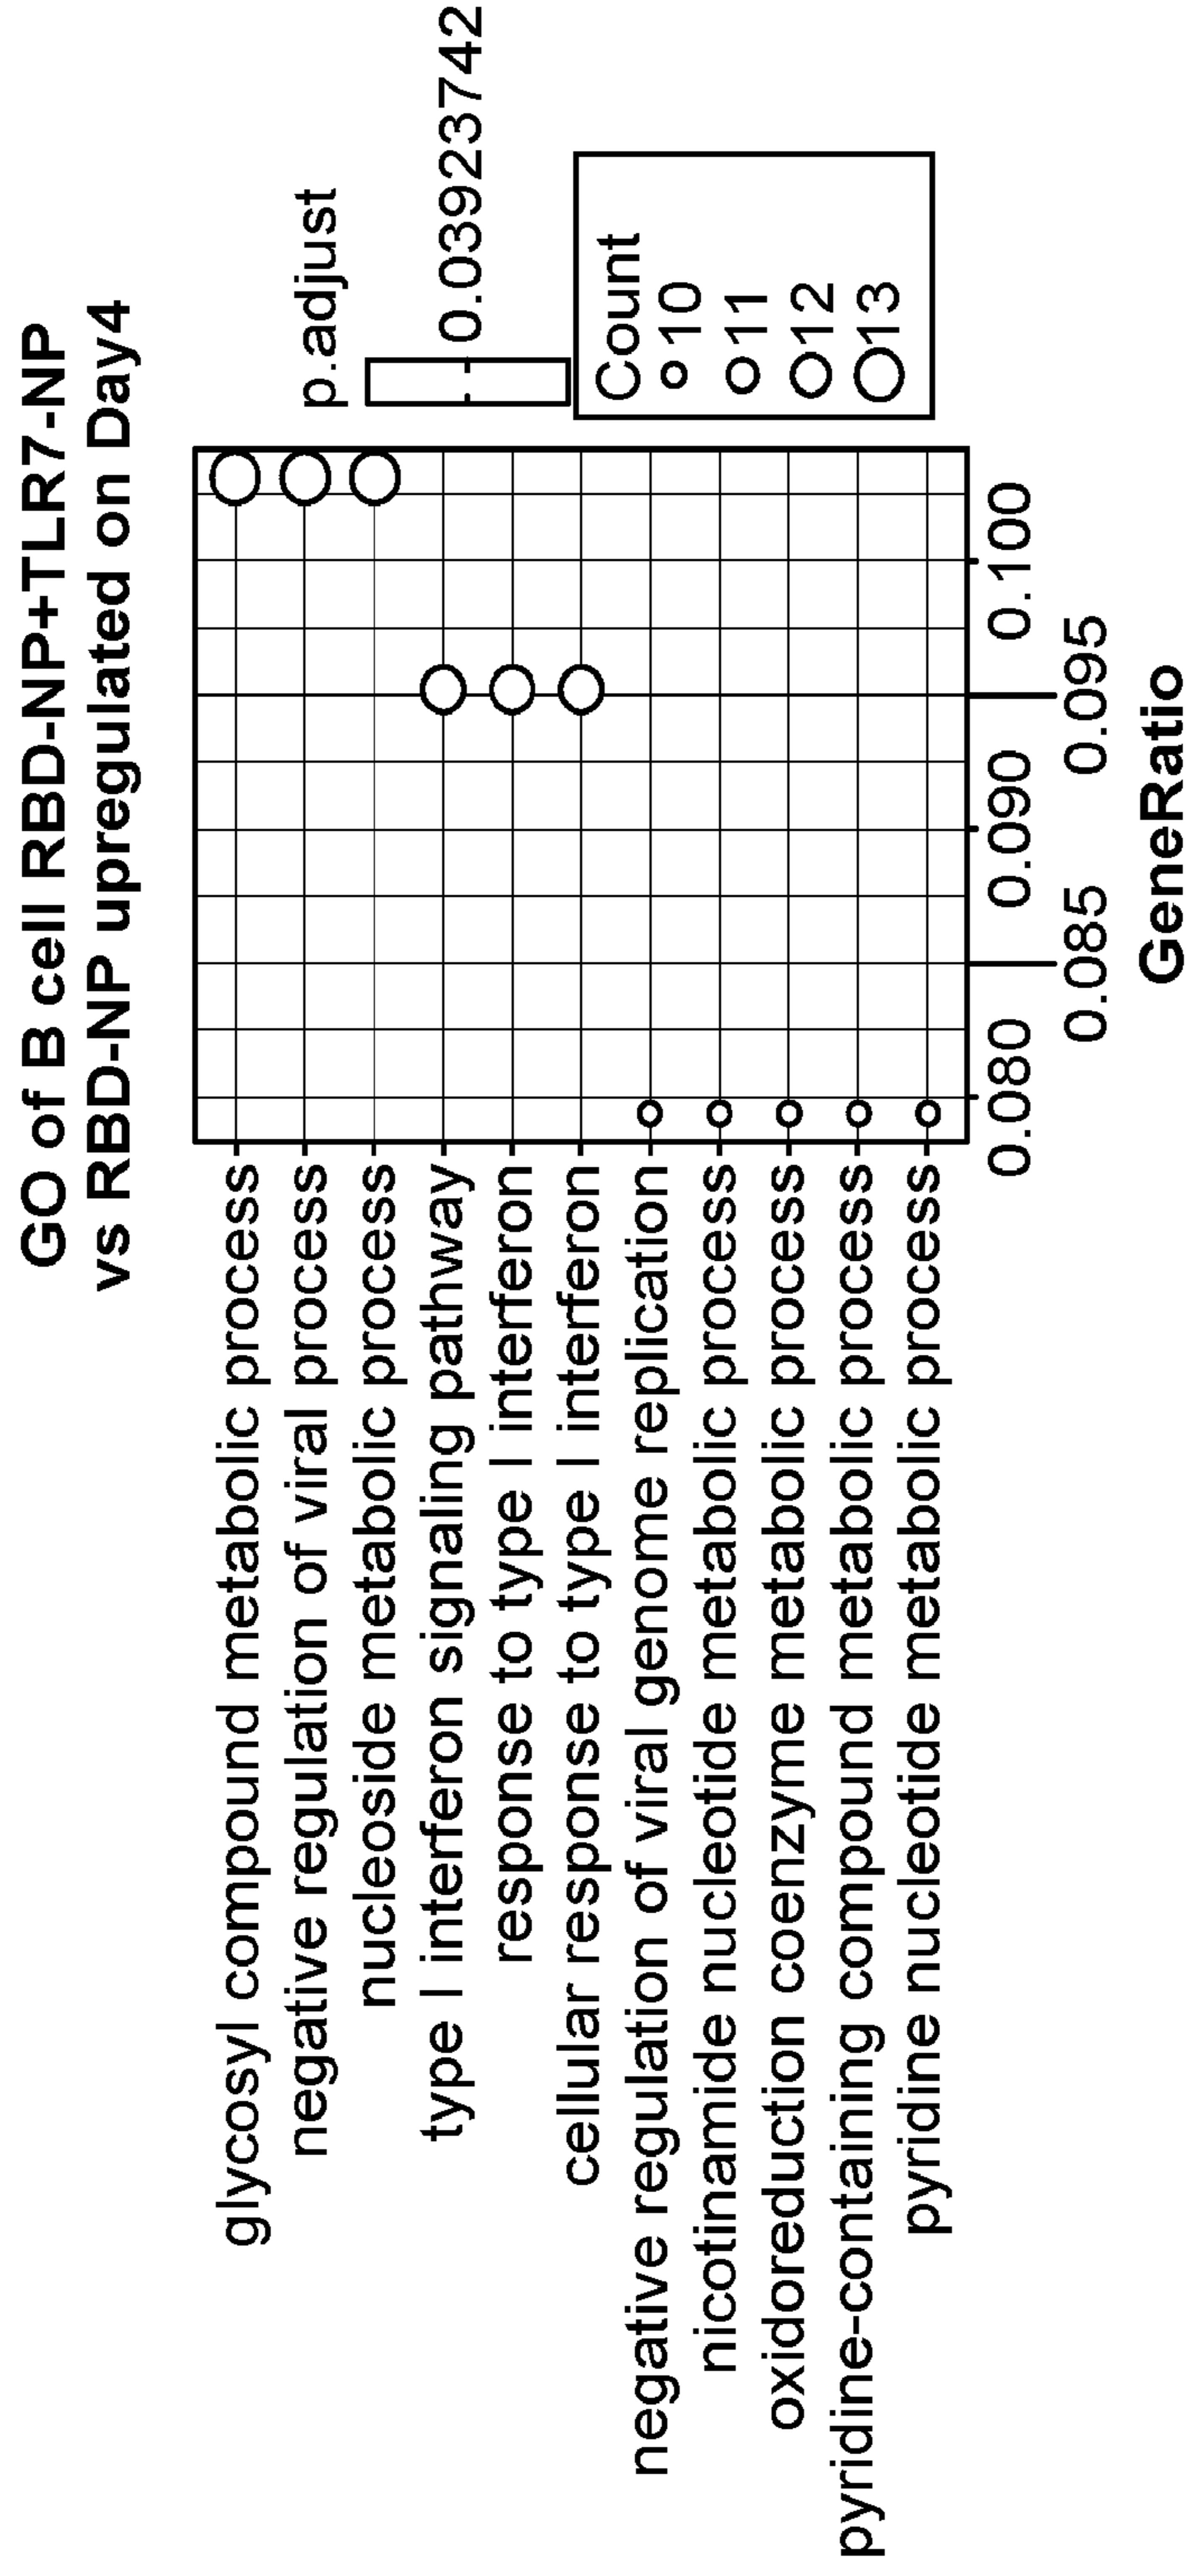 GO of B cell RBD-NP+TLR7-NP
vs RBD-NP upregulated on Day4
glycosyl compound metabolic process
negative regulation of viral process
nucleoside metabolic process
type I interferon signaling pathway
response to type I interferon
cellular response to type I interferon
negative regulation of viral genome replication
nicotinamide nucleotide metabolic process
oxidoreduction coenzyme metabolic process
pyridine-containing compound metabolic process
pyridine nucleotide metabolic process
0.080 0.090 0.100
0.085 0.095
GeneRatio
p.adjust
0.03923742
Count
10
11
12
13